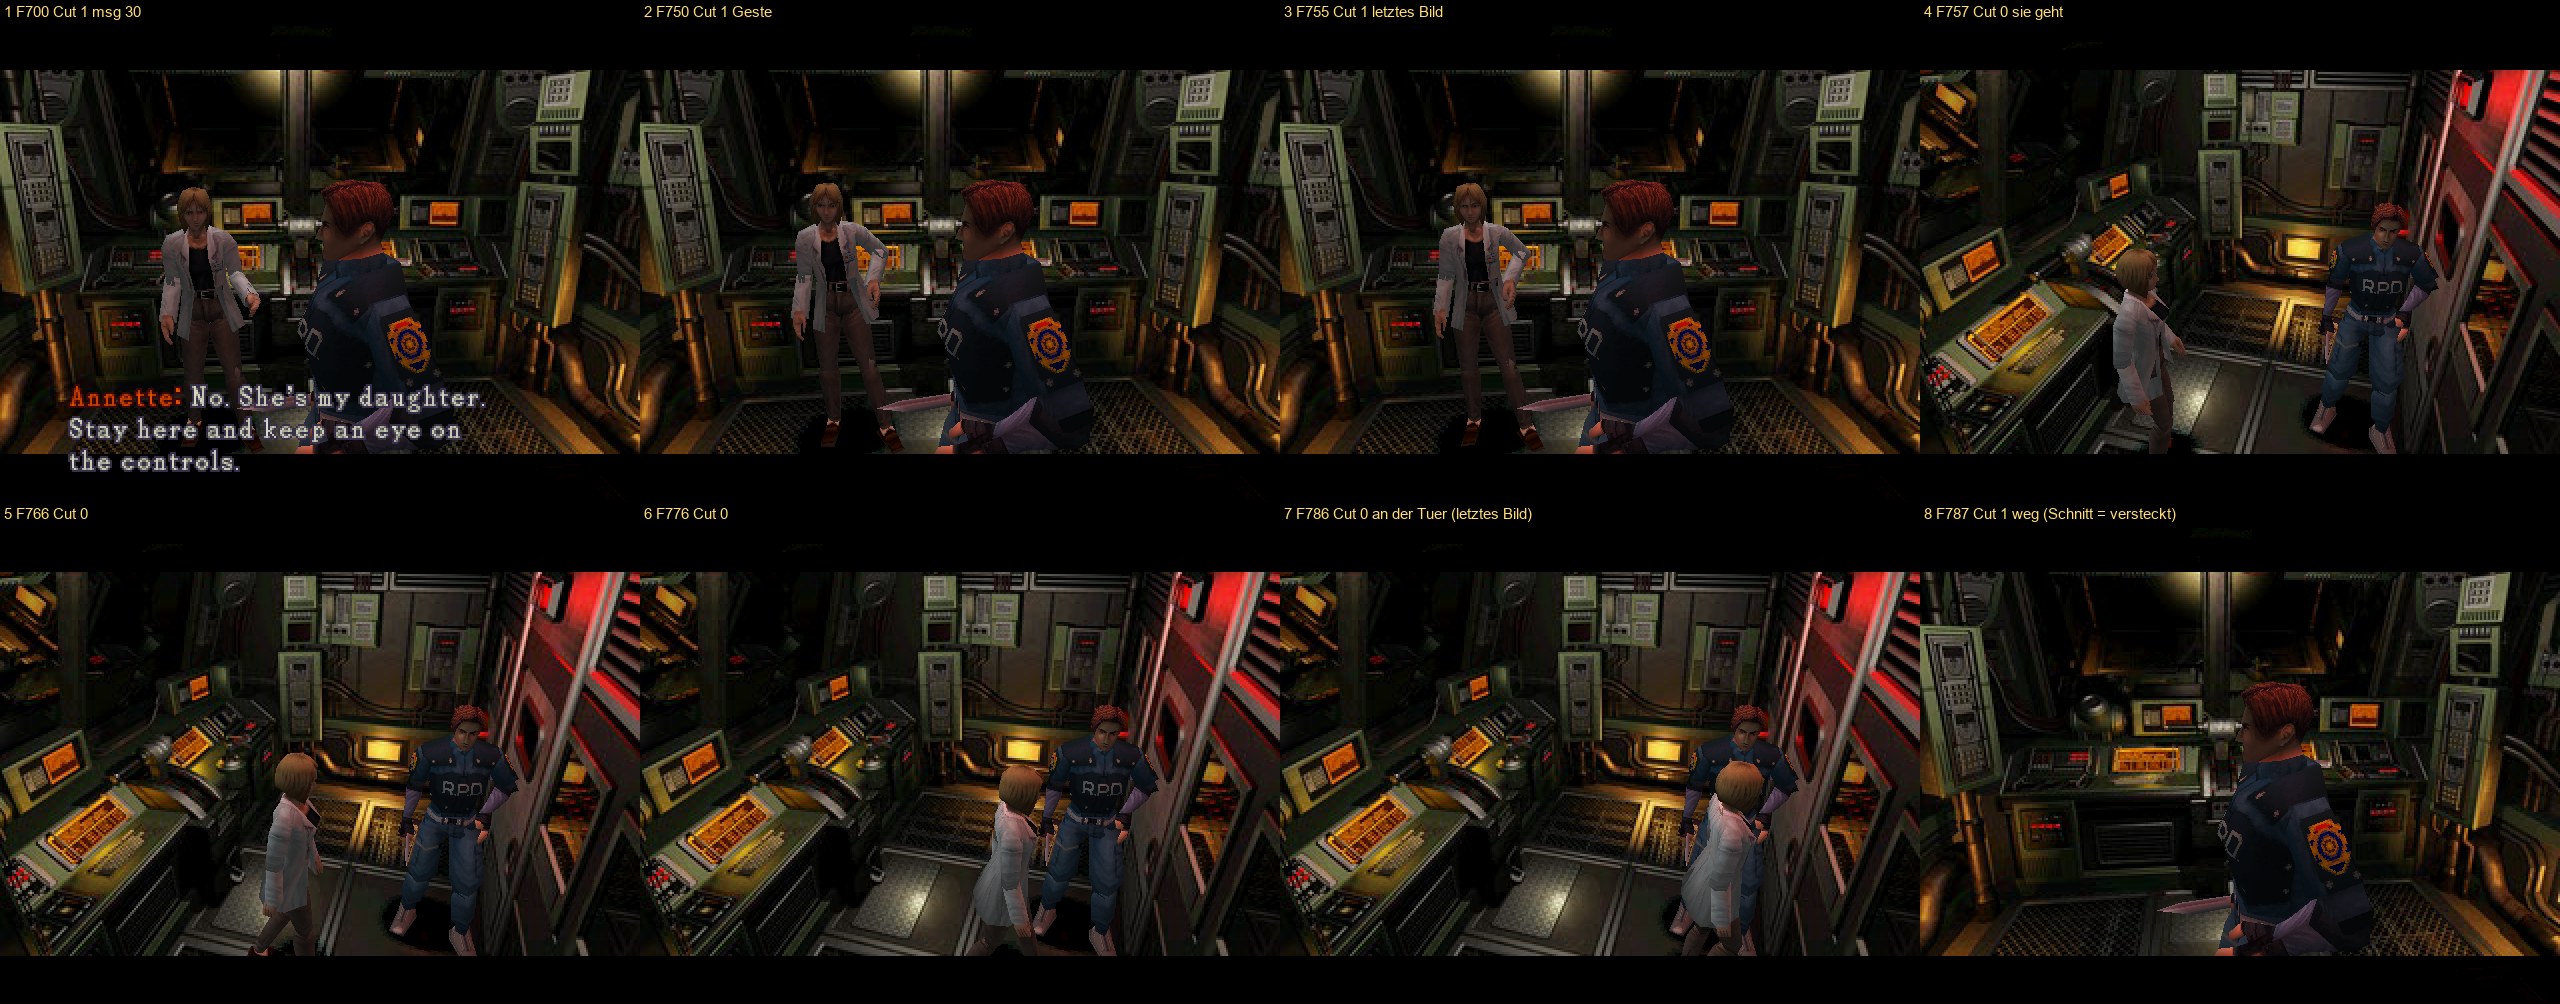 1 F700 Cut 1 msg 30
2 F750 Cut 1 Geste
3 F755 Cut 1 letztes Bild
4 F757 Cut 0 sie geht
Annette: No. She's my daughter.
Stay here and keep an eye on
the controls.
R.P.D
5 F766 Cut 0
6 F776 Cut 0
7 F786 Cut 0 an der Tuer (letztes Bild)
8 F787 Cut 1 weg (Schnitt = versteckt)
R.P.D
R.P.D